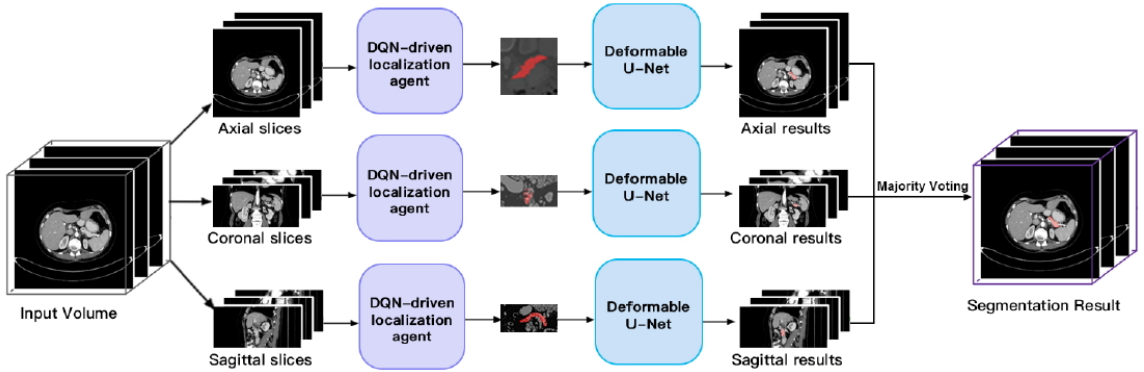 DQN-driven
localization
agent
Deformable
U-Net
Axial slices
Axial results
DQN-driven
localization
agent
Deformable
U-Net
Majority Voting
Coronal slices
Coronal results
DQN-driven
localization
agent
Deformable
U-Net
Input Volume
Segmentation Result
Sagittal slices
Sagittal results